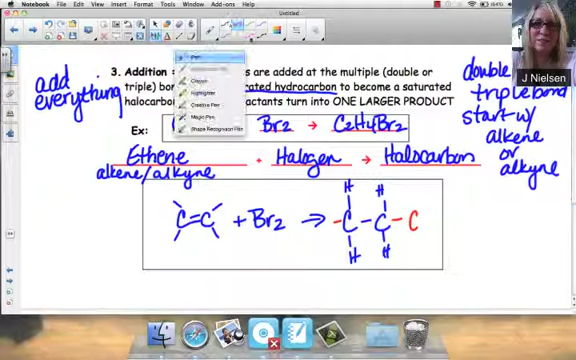 Notebook File Edit View Insert Format Tools Window Add-ons Help
Untitled
Pen
Crayon
Highlighter
Creative Pen
Magic Pen
Shape Recognition Pen
J Nielsen
add everything
3. Addition = are added at the multiple (double or
triple) bon rated hydrocarbon to become a saturated
halocarbo actants turn into ONE LARGER PRODUCT
Ex: Br2 → C2H4Br2
Ethene + Halogen → Halocarbon
alkene/alkyne
double
triple bond
start w/
alkene
or
alkyne
H H
C=C + Br2 ⇒ - C - C - C
H H